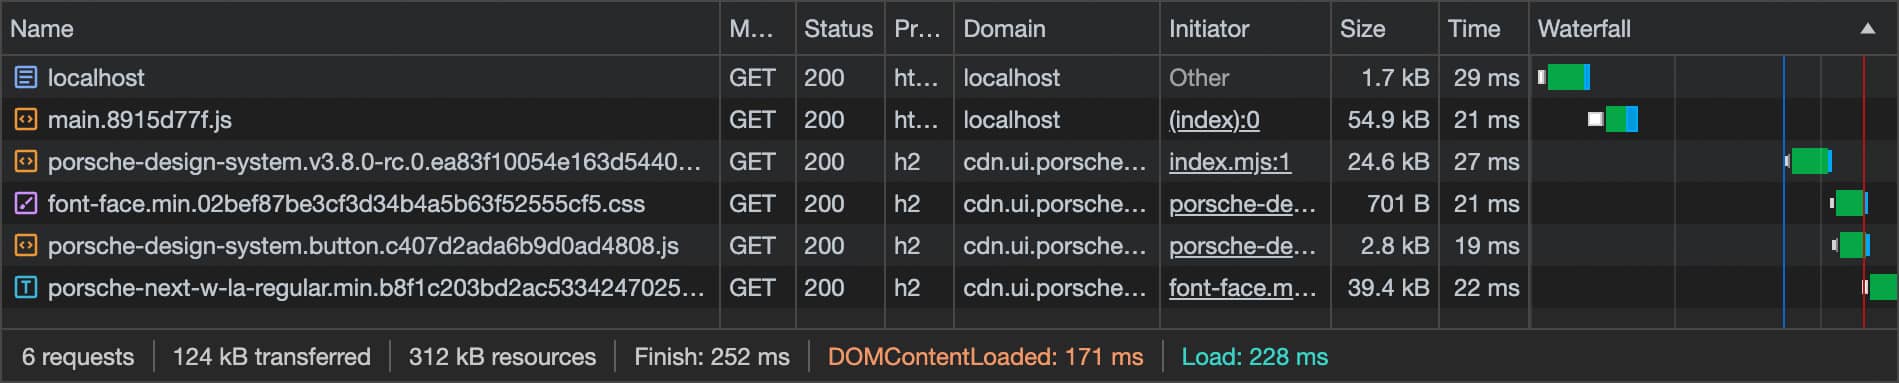 Name M... Status Pr... Domain Initiator Size Time Waterfall
localhost GET 200 ht... localhost Other 1.7 kB 29 ms
main.8915d77f.js GET 200 ht... localhost (index):0 54.9 kB 21 ms
porsche-design-system.v3.8.0-rc.0.ea83f10054e163d5440... GET 200 h2 cdn.ui.porsche... index.mjs:1 24.6 kB 27 ms
font-face.min.02bef87be3cf3d34b4a5b63f52555cf5.css GET 200 h2 cdn.ui.porsche... porsche-de... 701 B 21 ms
porsche-design-system.button.c407d2ada6b9d0ad4808.js GET 200 h2 cdn.ui.porsche... porsche-de... 2.8 kB 19 ms
T porsche-next-w-la-regular.min.b8f1c203bd2ac5334247025... GET 200 h2 cdn.ui.porsche... font-face.m... 39.4 kB 22 ms
6 requests 124 kB transferred 312 kB resources Finish: 252 ms DOMContentLoaded: 171 ms Load: 228 ms